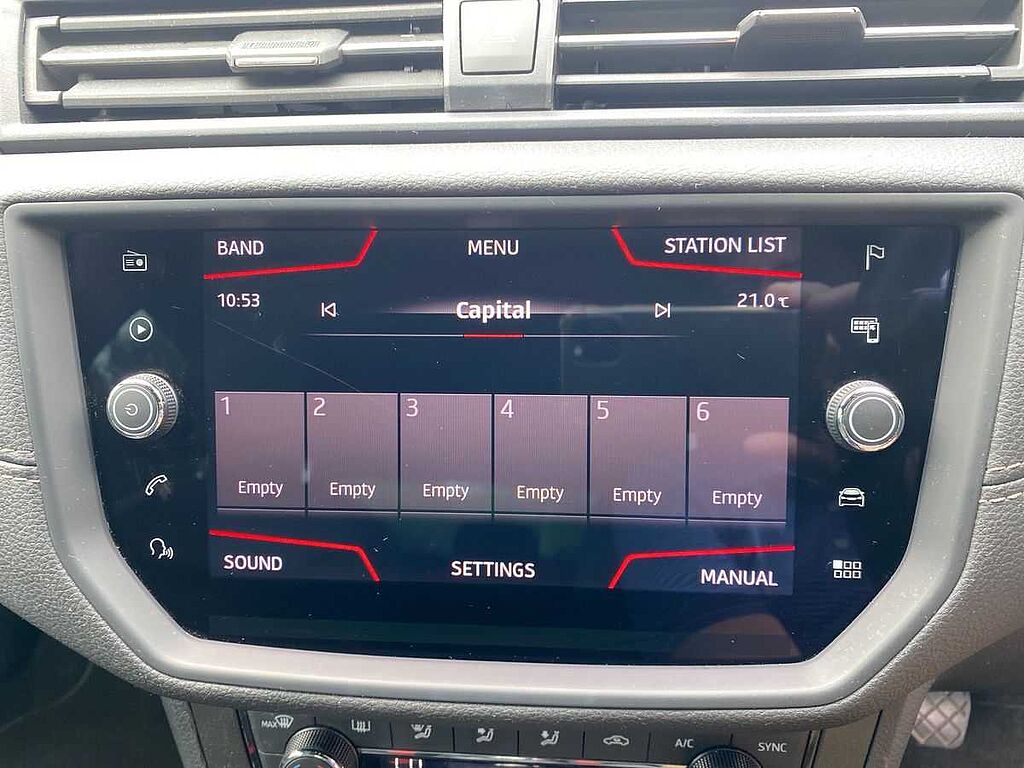 BAND
MENU
STATION LIST
10:53
Capital
21.0℃
1
2
3
4
5
6
Empty
Empty
Empty
Empty
Empty
Empty
SOUND
SETTINGS
MANUAL
MAX
A/C
SYNC